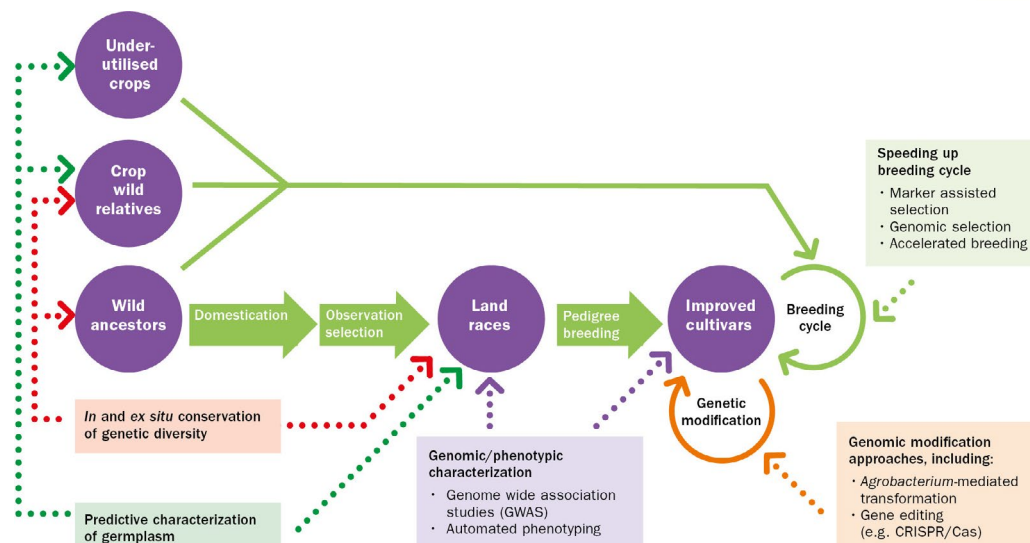 Under-
utilised
crops
Crop
wild
relatives
Speeding up
breeding cycle
· Marker assisted
selection
· Genomic selection
· Accelerated breeding
Wild
ancestors
Domestication
Observation
selection
Land
races
Pedigree
breeding
Improved
cultivars
Breeding
cycle
Genetic
modification
In and ex situ conservation
of genetic diversity
Genomic/phenotypic
characterization
· Genome wide association
studies (GWAS)
· Automated phenotyping
Genomic modification
approaches, including:
· Agrobacterium-mediated
transformation
· Gene editing
(e.g. CRISPR/Cas)
Predictive characterization
of germplasm